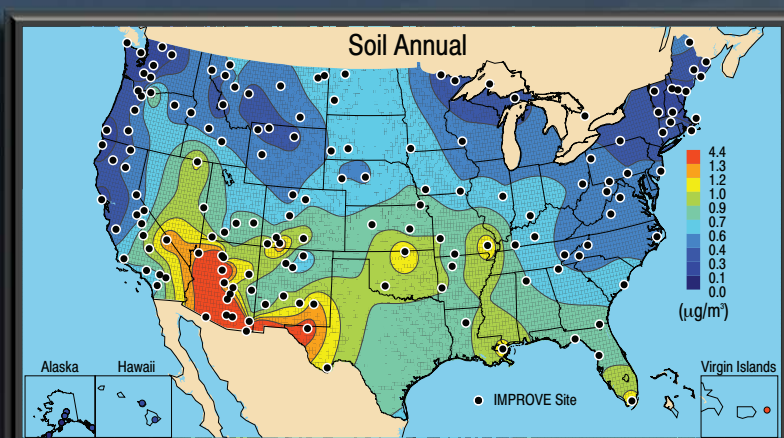 Soil Annual
4.4
1.3
1.2
1.0
0.9
0.7
0.6
0.4
0.3
0.1
0.0
(µg/m³)
Alaska
Hawaii
IMPROVE Site
Virgin Islands